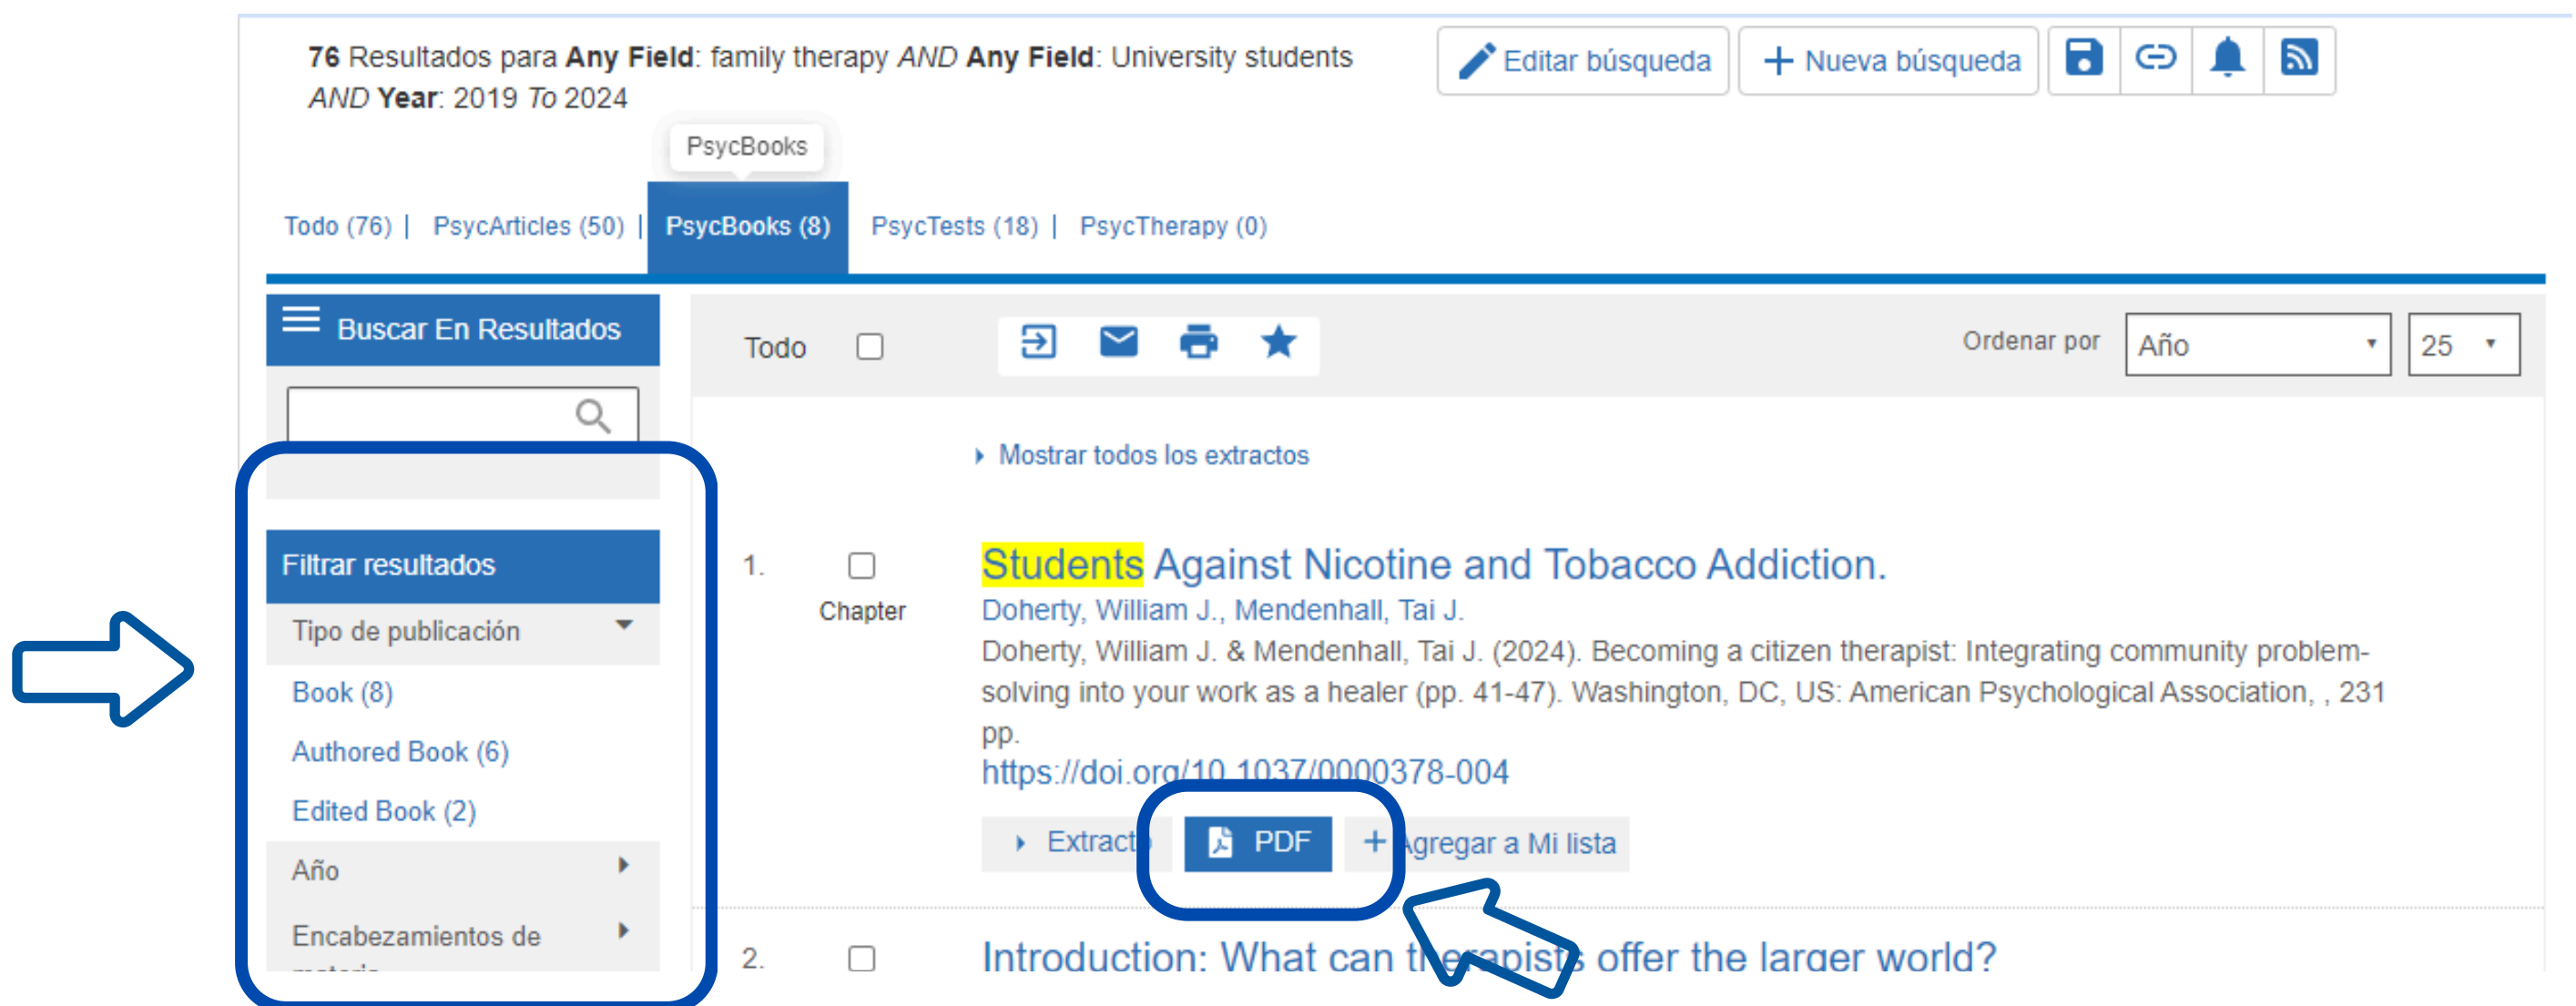 76 Resultados para Any Field: family therapy AND Any Field: University students
AND Year: 2019 To 2024
Editar búsqueda
+ Nueva búsqueda
PsycBooks
Todo (76) | PsycArticles (50) | PsycBooks (8) PsycTests (18) | PsycTherapy (0)
Buscar En Resultados
Todo
Ordenar por
Año
25
Mostrar todos los extractos
Filtrar resultados
Tipo de publicación
Book (8)
Authored Book (6)
Edited Book (2)
Año
Encabezamientos de
materia
1.
Chapter
Students Against Nicotine and Tobacco Addiction.
Doherty, William J., Mendenhall, Tai J.
Doherty, William J. & Mendenhall, Tai J. (2024). Becoming a citizen therapist: Integrating community problem-
solving into your work as a healer (pp. 41-47). Washington, DC, US: American Psychological Association, , 231
pp.
https://doi.org/10.1037/0000378-004
Extracto
PDF
+ Agregar a Mi lista
2.
Introduction: What can therapists offer the larger world?